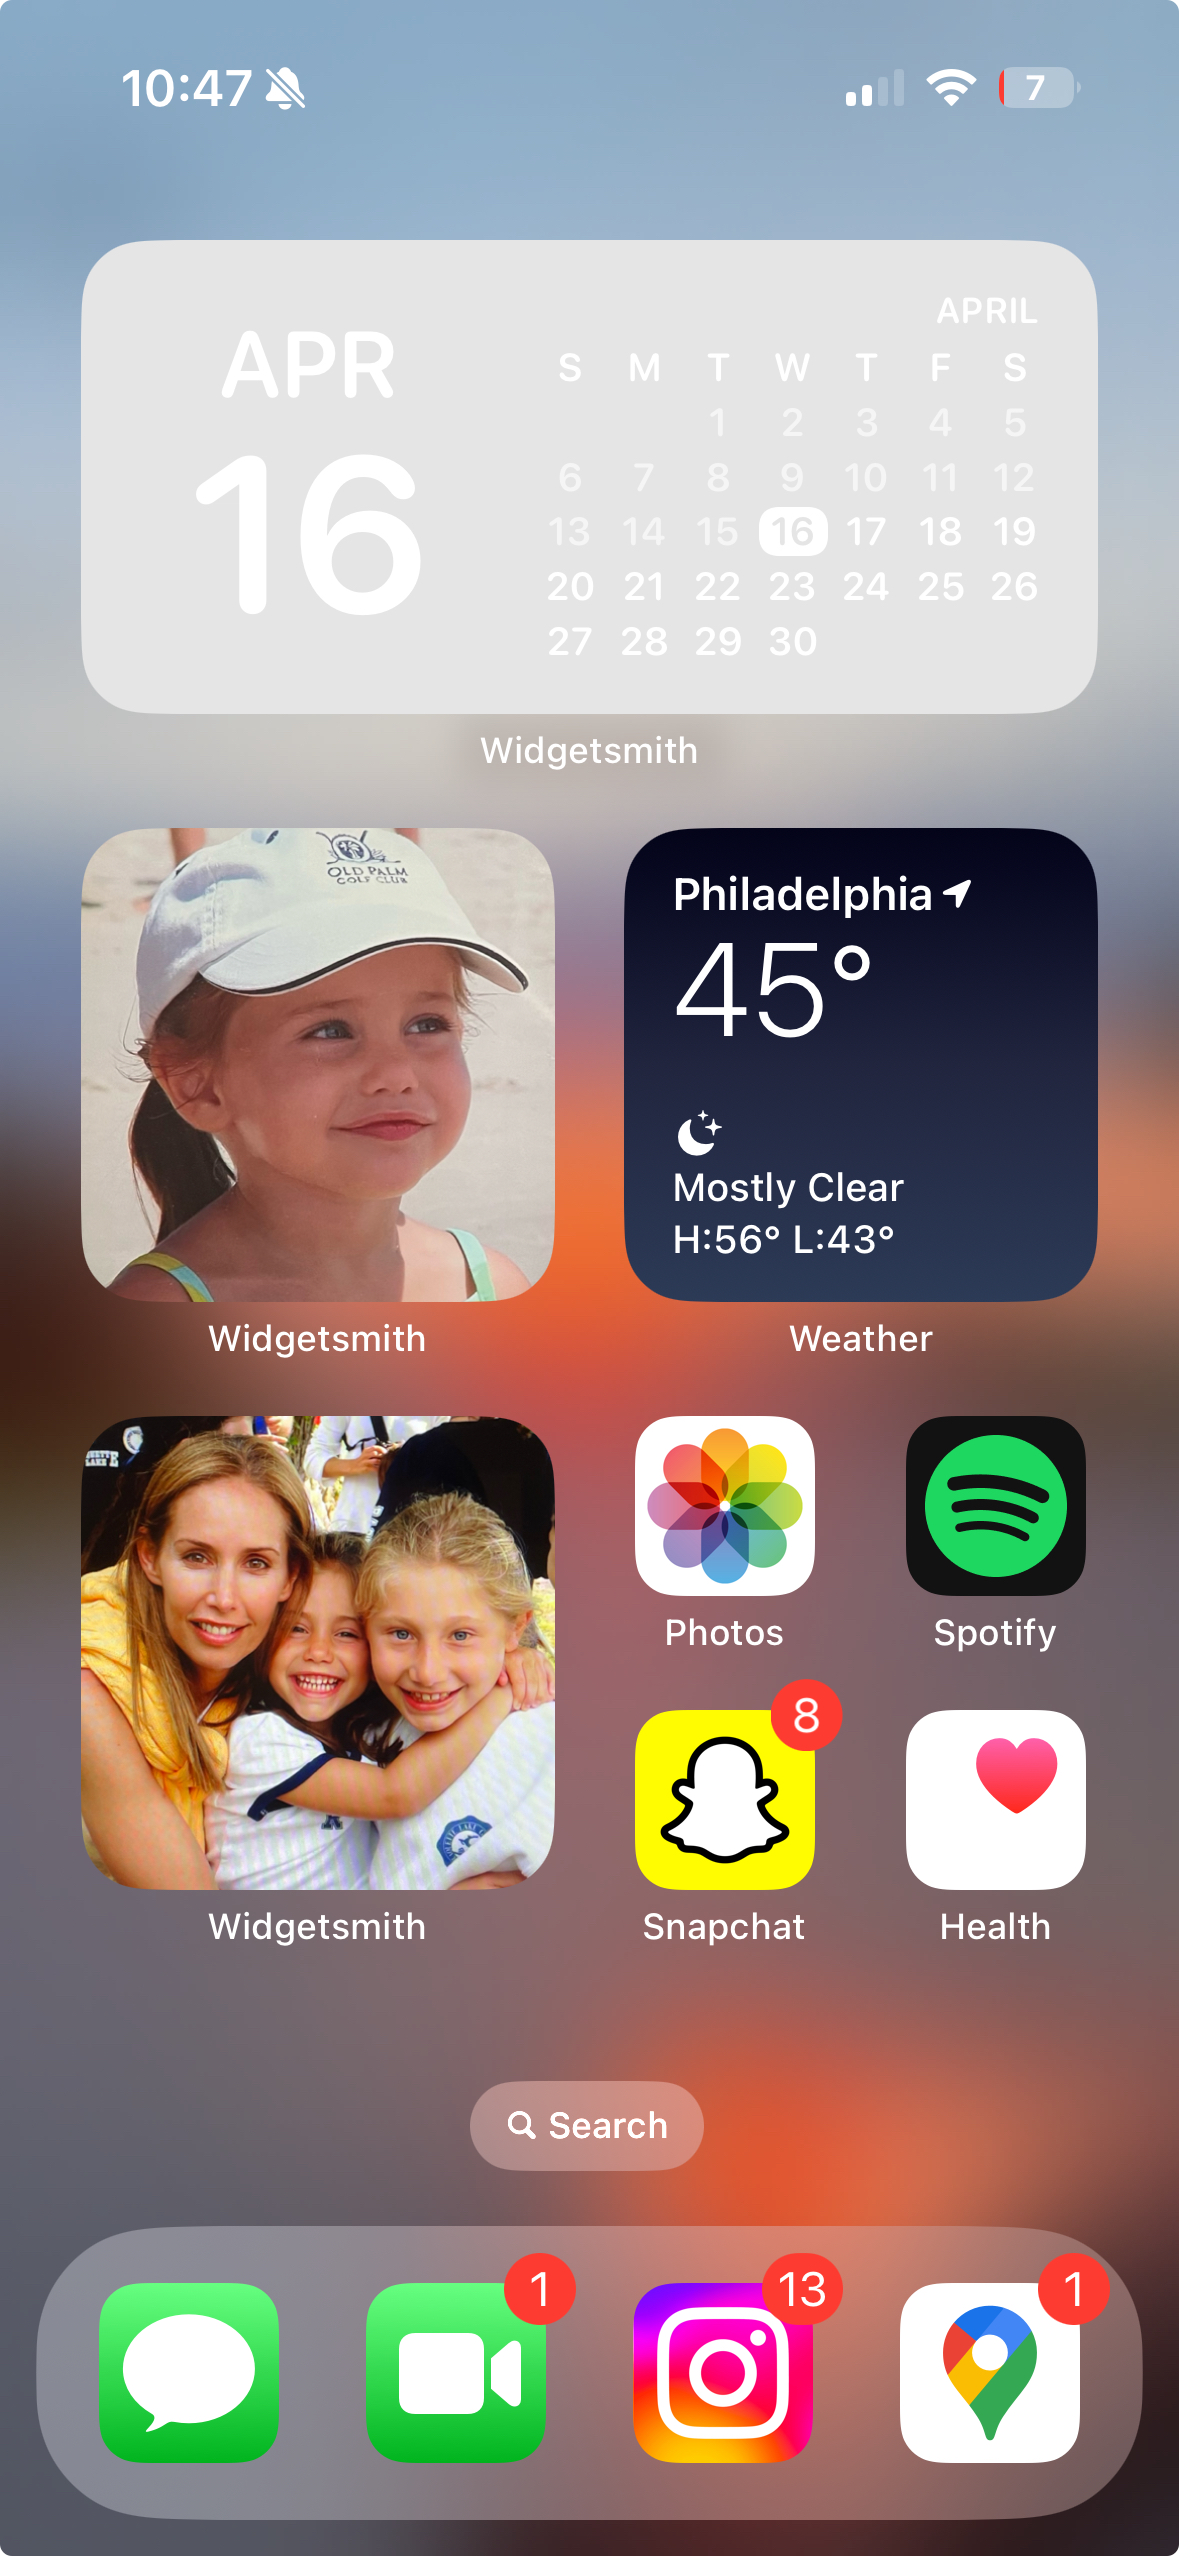 10:47
7
APR
16
APRIL
S M T W T F S
1 2 3 4 5
6 7 8 9 10 11 12
13 14 15 16 17 18 19
20 21 22 23 24 25 26
27 28 29 30
Widgetsmith
OLD PALM
GOLF CLUB
Widgetsmith
Philadelphia
45°
Mostly Clear
H:56° L:43°
Weather
Widgetsmith
Photos
Spotify
8
Snapchat
Health
Search
1
13
1